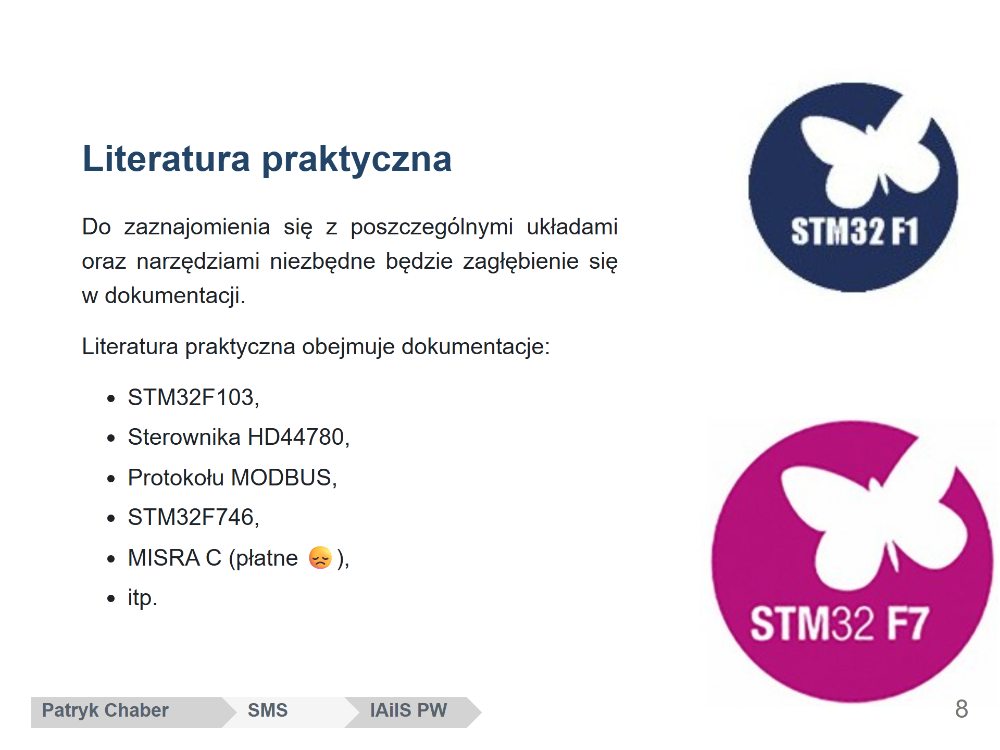 Literatura praktyczna
Do zaznajomienia się z poszczególnymi układami
oraz narzędziami niezbędne będzie zagłębienie się
w dokumentacji.
Literatura praktyczna obejmuje dokumentacje:
• STM32F103,
• Sterownika HD44780,
• Protokołu MODBUS,
• STM32F746,
• MISRA C (płatne 😞),
• itp.
STM32 F1
STM32 F7
Patryk Chaber SMS IAiIS PW
8